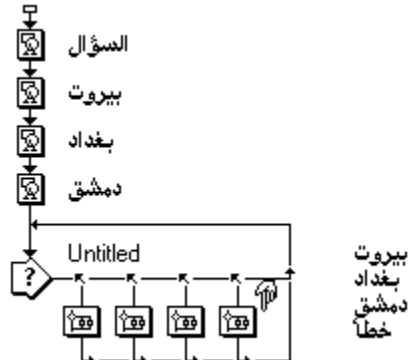 السؤال
بيروت
بغداد
دمشق
Untitled
?
بيروت
بغداد
دمشق
خطأ